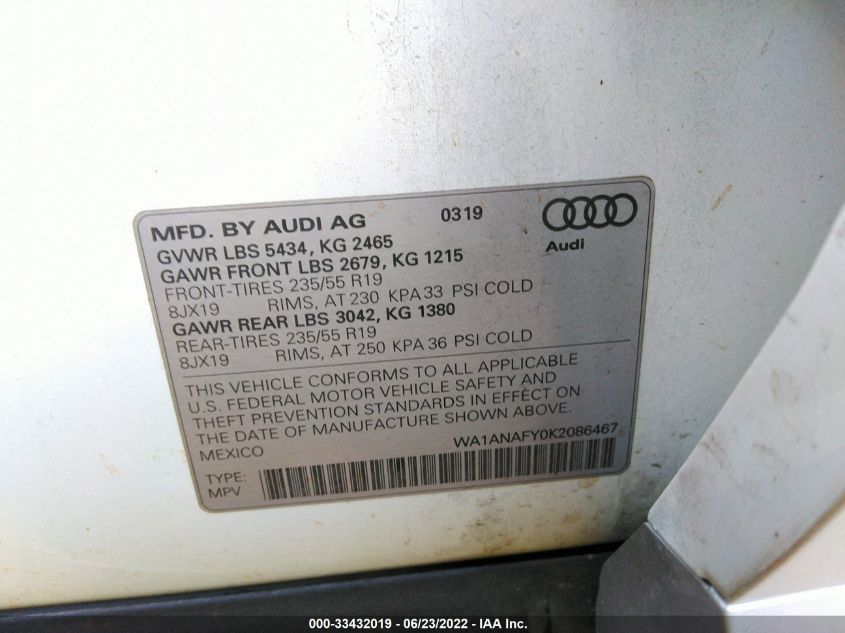 MFD. BY AUDI AG 0319
Audi
GVWR LBS 5434, KG 2465
GAWR FRONT LBS 2679, KG 1215
FRONT-TIRES 235/55 R19
8JX19 RIMS, AT 230 KPA 33 PSI COLD
GAWR REAR LBS 3042, KG 1380
REAR-TIRES 235/55 R19
8JX19 RIMS, AT 250 KPA 36 PSI COLD
THIS VEHICLE CONFORMS TO ALL APPLICABLE
U.S. FEDERAL MOTOR VEHICLE SAFETY AND
THEFT PREVENTION STANDARDS IN EFFECT ON
THE DATE OF MANUFACTURE SHOWN ABOVE.
MEXICO WA1ANAFY0K2086467
TYPE:
MPV
000-33432019 - 06/23/2022 - IAA Inc.